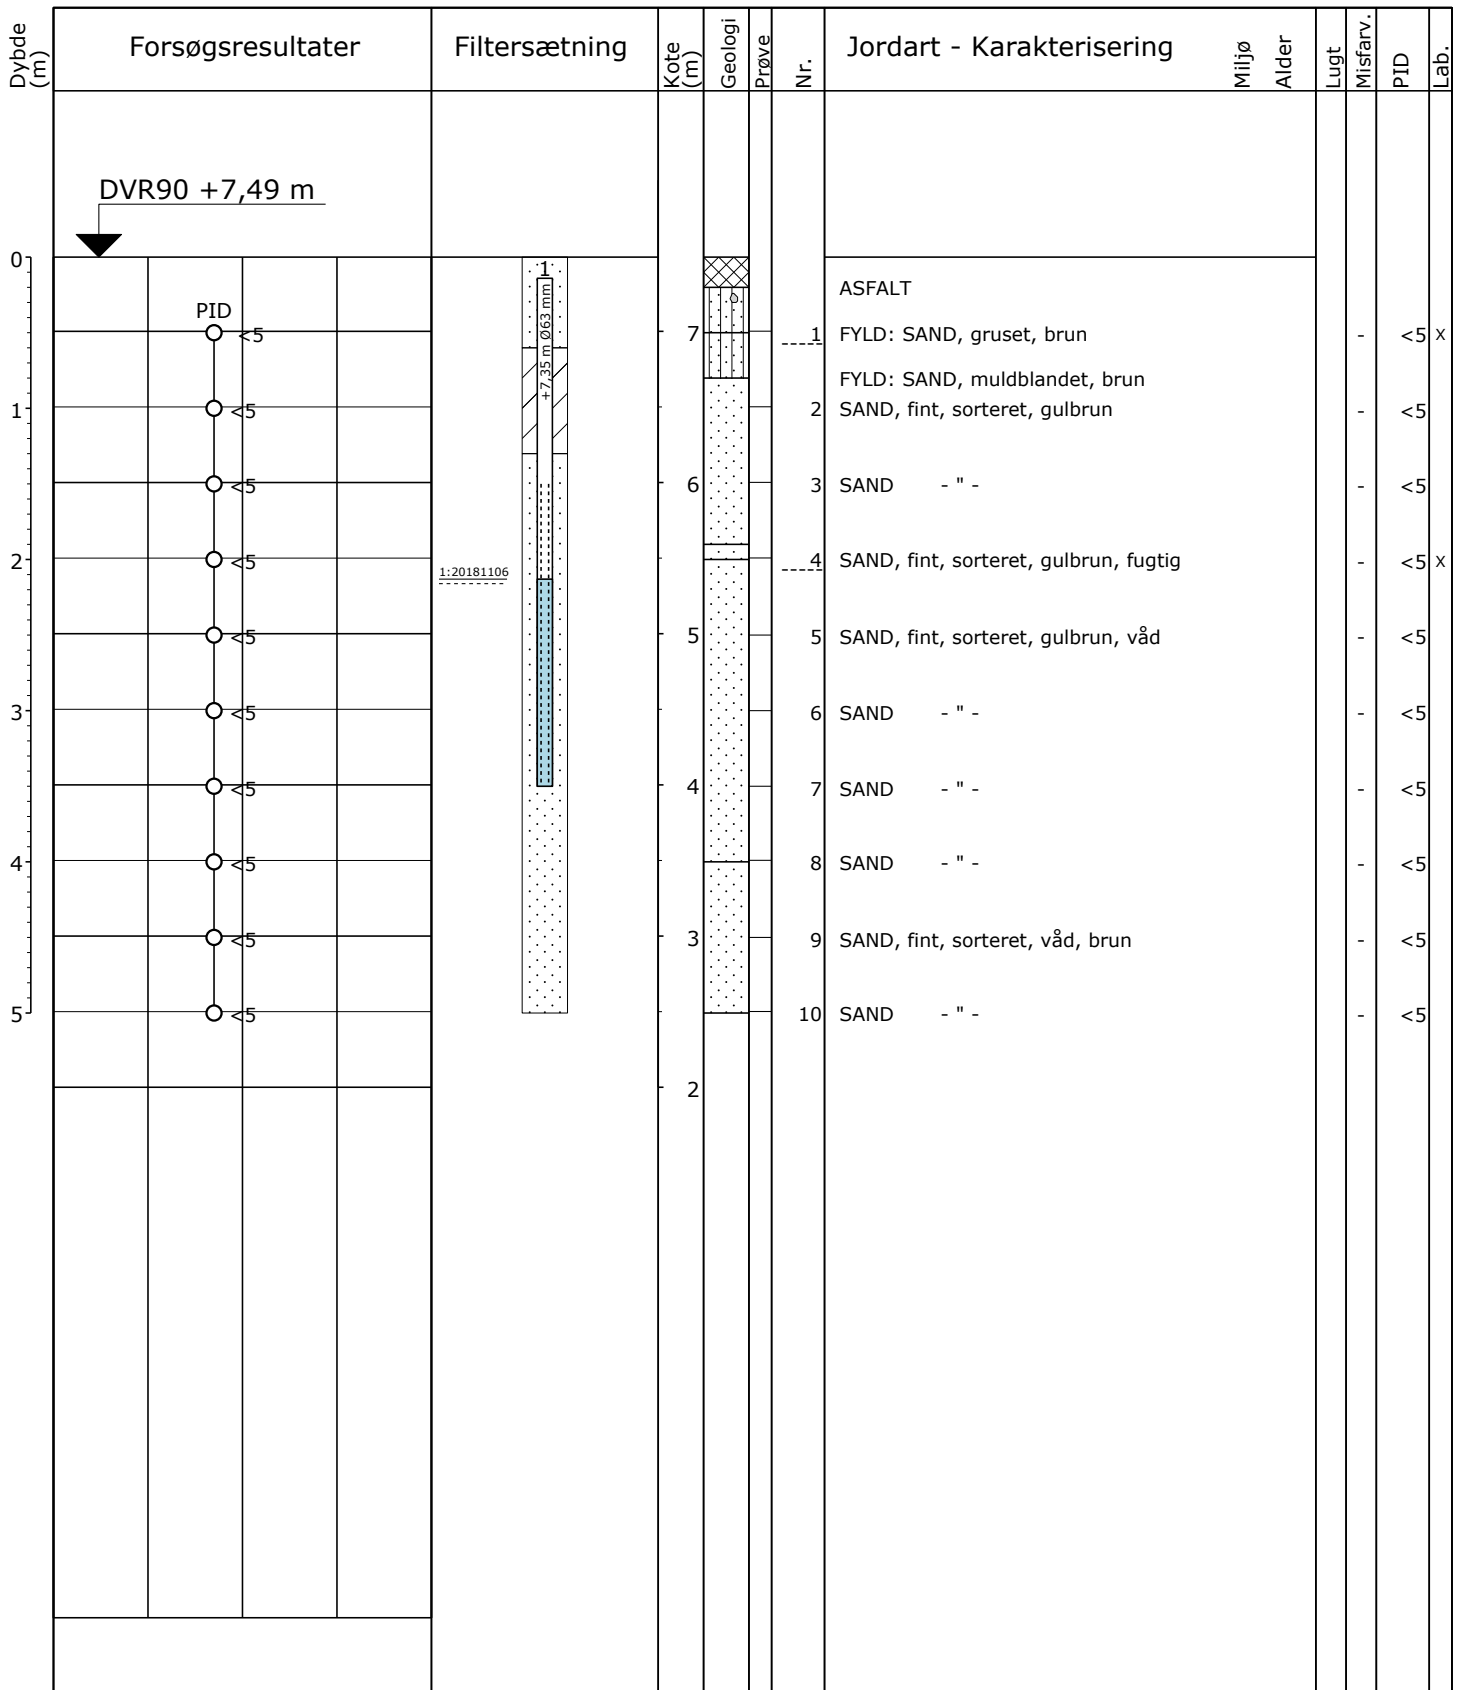 Dybde (m) Forsøgsresultater Filtersætning Kote (m) Geologi Prøve Nr. Jordart - Karakterisering Miljø Alder Lugt Misfarv. PID Lab.
DVR90 +7,49 m
0 1
+7,35 m Ø63 mm
ASFALT
PID
<5 7 1 FYLD: SAND, gruset, brun - <5 X
FYLD: SAND, muldblandet, brun
1 <5 2 SAND, fint, sorteret, gulbrun - <5
<5 6 3 SAND - " - - <5
2 <5 4 SAND, fint, sorteret, gulbrun, fugtig - <5 X
1:20181106
<5 5 5 SAND, fint, sorteret, gulbrun, våd - <5
3 <5 6 SAND - " - - <5
<5 4 7 SAND - " - - <5
4 <5 8 SAND - " - - <5
<5 3 9 SAND, fint, sorteret, våd, brun - <5
5 <5 10 SAND - " - - <5
2